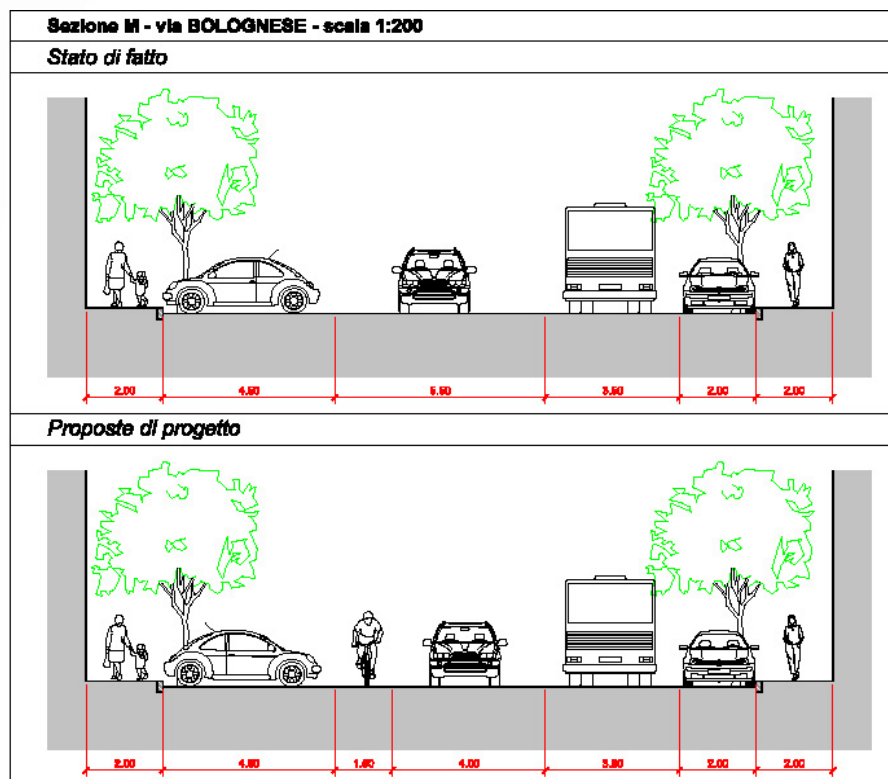 Sezione M - via BOLOGNESE - scala 1:200
Stato di fatto
2.00 4.50 5.50 3.50 2.00 2.00
Proposte di progetto
2.00 4.50 1.50 4.00 3.50 2.00 2.00